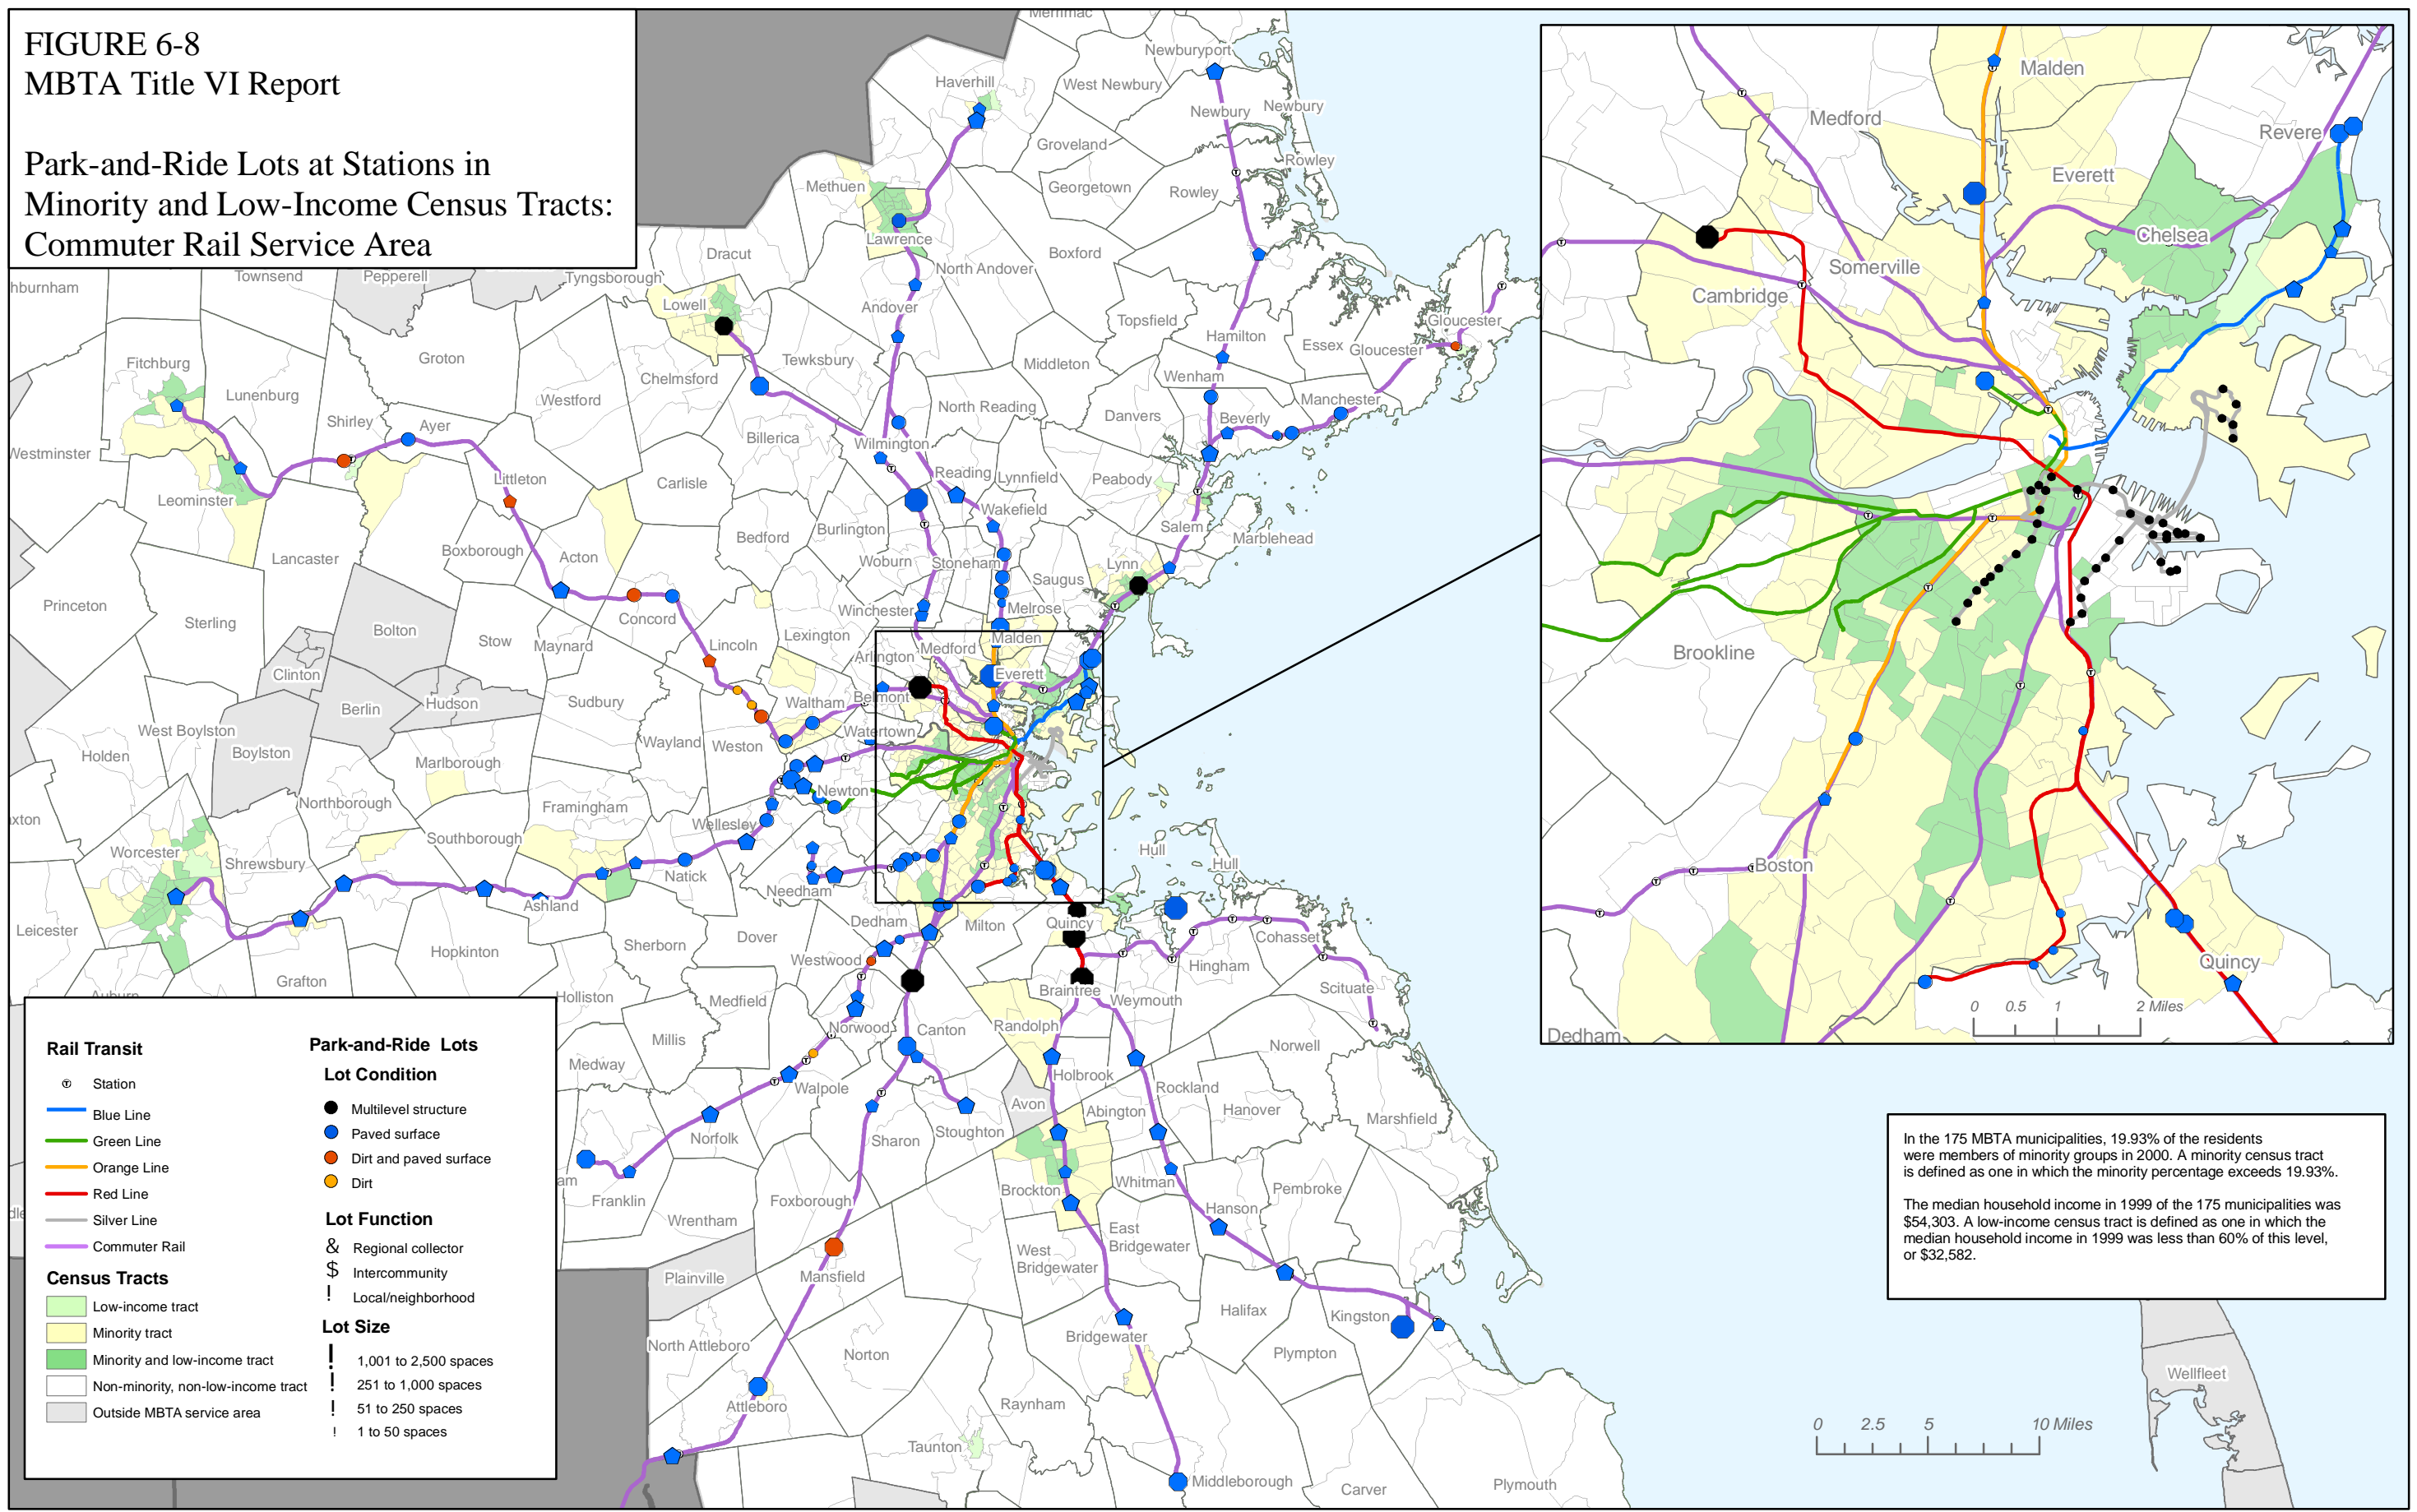 FIGURE 6-8
MBTA Title VI Report
Park-and-Ride Lots at Stations in
Minority and Low-Income Census Tracts:
Commuter Rail Service Area
Merrimac
Newburyport
Haverhill
West Newbury
Newbury
Newbury
Groveland
Rowley
Methuen
Georgetown
Rowley
Lawrence
Dracut
Boxford
North Andover
Townsend
Pepperell
Tyngsborough
hburnham
Lowell
Andover
Topsfield
Gloucester
Hamilton
Essex
Gloucester
Groton
Tewksbury
Middleton
Fitchburg
Chelmsford
Wenham
Lunenburg
Westford
North Reading
Danvers
Manchester
Shirley
Ayer
Billerica
Beverly
Westminster
Wilmington
Littleton
Carlisle
Reading
Lynnfield
Peabody
Leominster
Wakefield
Burlington
Salem
Bedford
Marblehead
Lancaster
Boxborough
Acton
Woburn
Stoneham
Lynn
Saugus
Princeton
Sterling
Winchester
Melrose
Concord
Bolton
Stow
Maynard
Lincoln
Lexington
Malden
Medford
Arlington
Clinton
Everett
Hudson
Berlin
Sudbury
Waltham
Belmont
West Boylston
Boylston
Wayland
Weston
Watertown
Holden
Marlborough
Northborough
Newton
Framingham
xton
Southborough
Wellesley
Worcester
Shrewsbury
Hull
Hull
Natick
Needham
Ashland
Dedham
Milton
Quincy
Leicester
Dover
Cohasset
Sherborn
Hopkinton
Westwood
Hingham
Grafton
Braintree
Scituate
Auburn
Holliston
Medfield
Weymouth
Norwood
Canton
Randolph
Millis
Norwell
Medway
Holbrook
Walpole
Rockland
Avon
Abington
Hanover
Marshfield
Norfolk
Sharon
Stoughton
am
Franklin
Brockton
Whitman
Pembroke
Foxborough
Hanson
Wrentham
East
Bridgewater
West
Bridgewater
Plainville
Mansfield
Halifax
Kingston
North Attleboro
Bridgewater
Norton
Plympton
Attleboro
Raynham
Taunton
Middleborough
Carver
Plymouth
Wellfleet
Rail Transit
Station
Blue Line
Green Line
Orange Line
Red Line
Silver Line
Commuter Rail
Census Tracts
Low-income tract
Minority tract
Minority and low-income tract
Non-minority, non-low-income tract
Outside MBTA service area
Park-and-Ride Lots
Lot Condition
Multilevel structure
Paved surface
Dirt and paved surface
Dirt
Lot Function
& Regional collector
$ Intercommunity
! Local/neighborhood
Lot Size
! 1,001 to 2,500 spaces
! 251 to 1,000 spaces
! 51 to 250 spaces
! 1 to 50 spaces
Malden
Medford
Revere
Everett
Chelsea
Somerville
Cambridge
Brookline
Boston
Quincy
Dedham
0 0.5 1 2 Miles
In the 175 MBTA municipalities, 19.93% of the residents
were members of minority groups in 2000. A minority census tract
is defined as one in which the minority percentage exceeds 19.93%.
The median household income in 1999 of the 175 municipalities was
$54,303. A low-income census tract is defined as one in which the
median household income in 1999 was less than 60% of this level,
or $32,582.
0 2.5 5 10 Miles